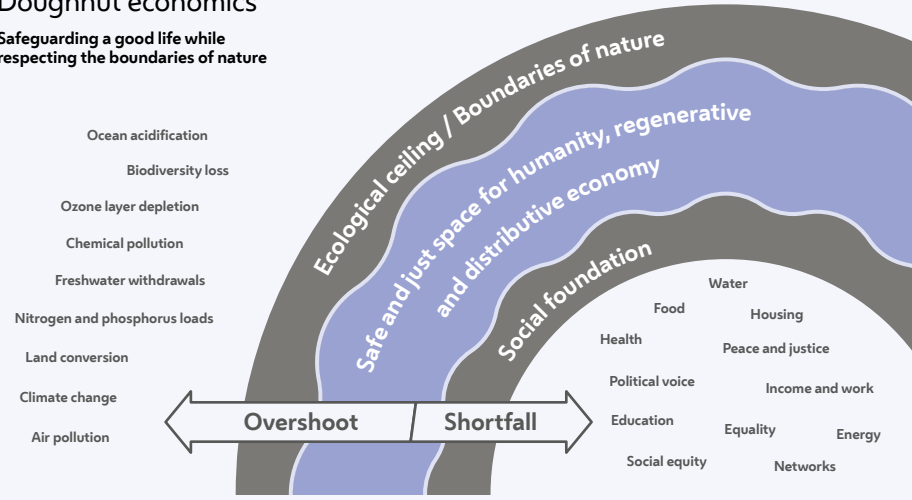 Doughnut economics
Safeguarding a good life while
respecting the boundaries of nature
Ocean acidification
Biodiversity loss
Ozone layer depletion
Chemical pollution
Freshwater withdrawals
Nitrogen and phosphorus loads
Land conversion
Climate change
Air pollution
Ecological ceiling / Boundaries of nature
Safe and just space for humanity, regenerative
and distributive economy
Social foundation
Overshoot
Shortfall
Water
Food
Housing
Health
Peace and justice
Political voice
Income and work
Education
Equality
Energy
Social equity
Networks